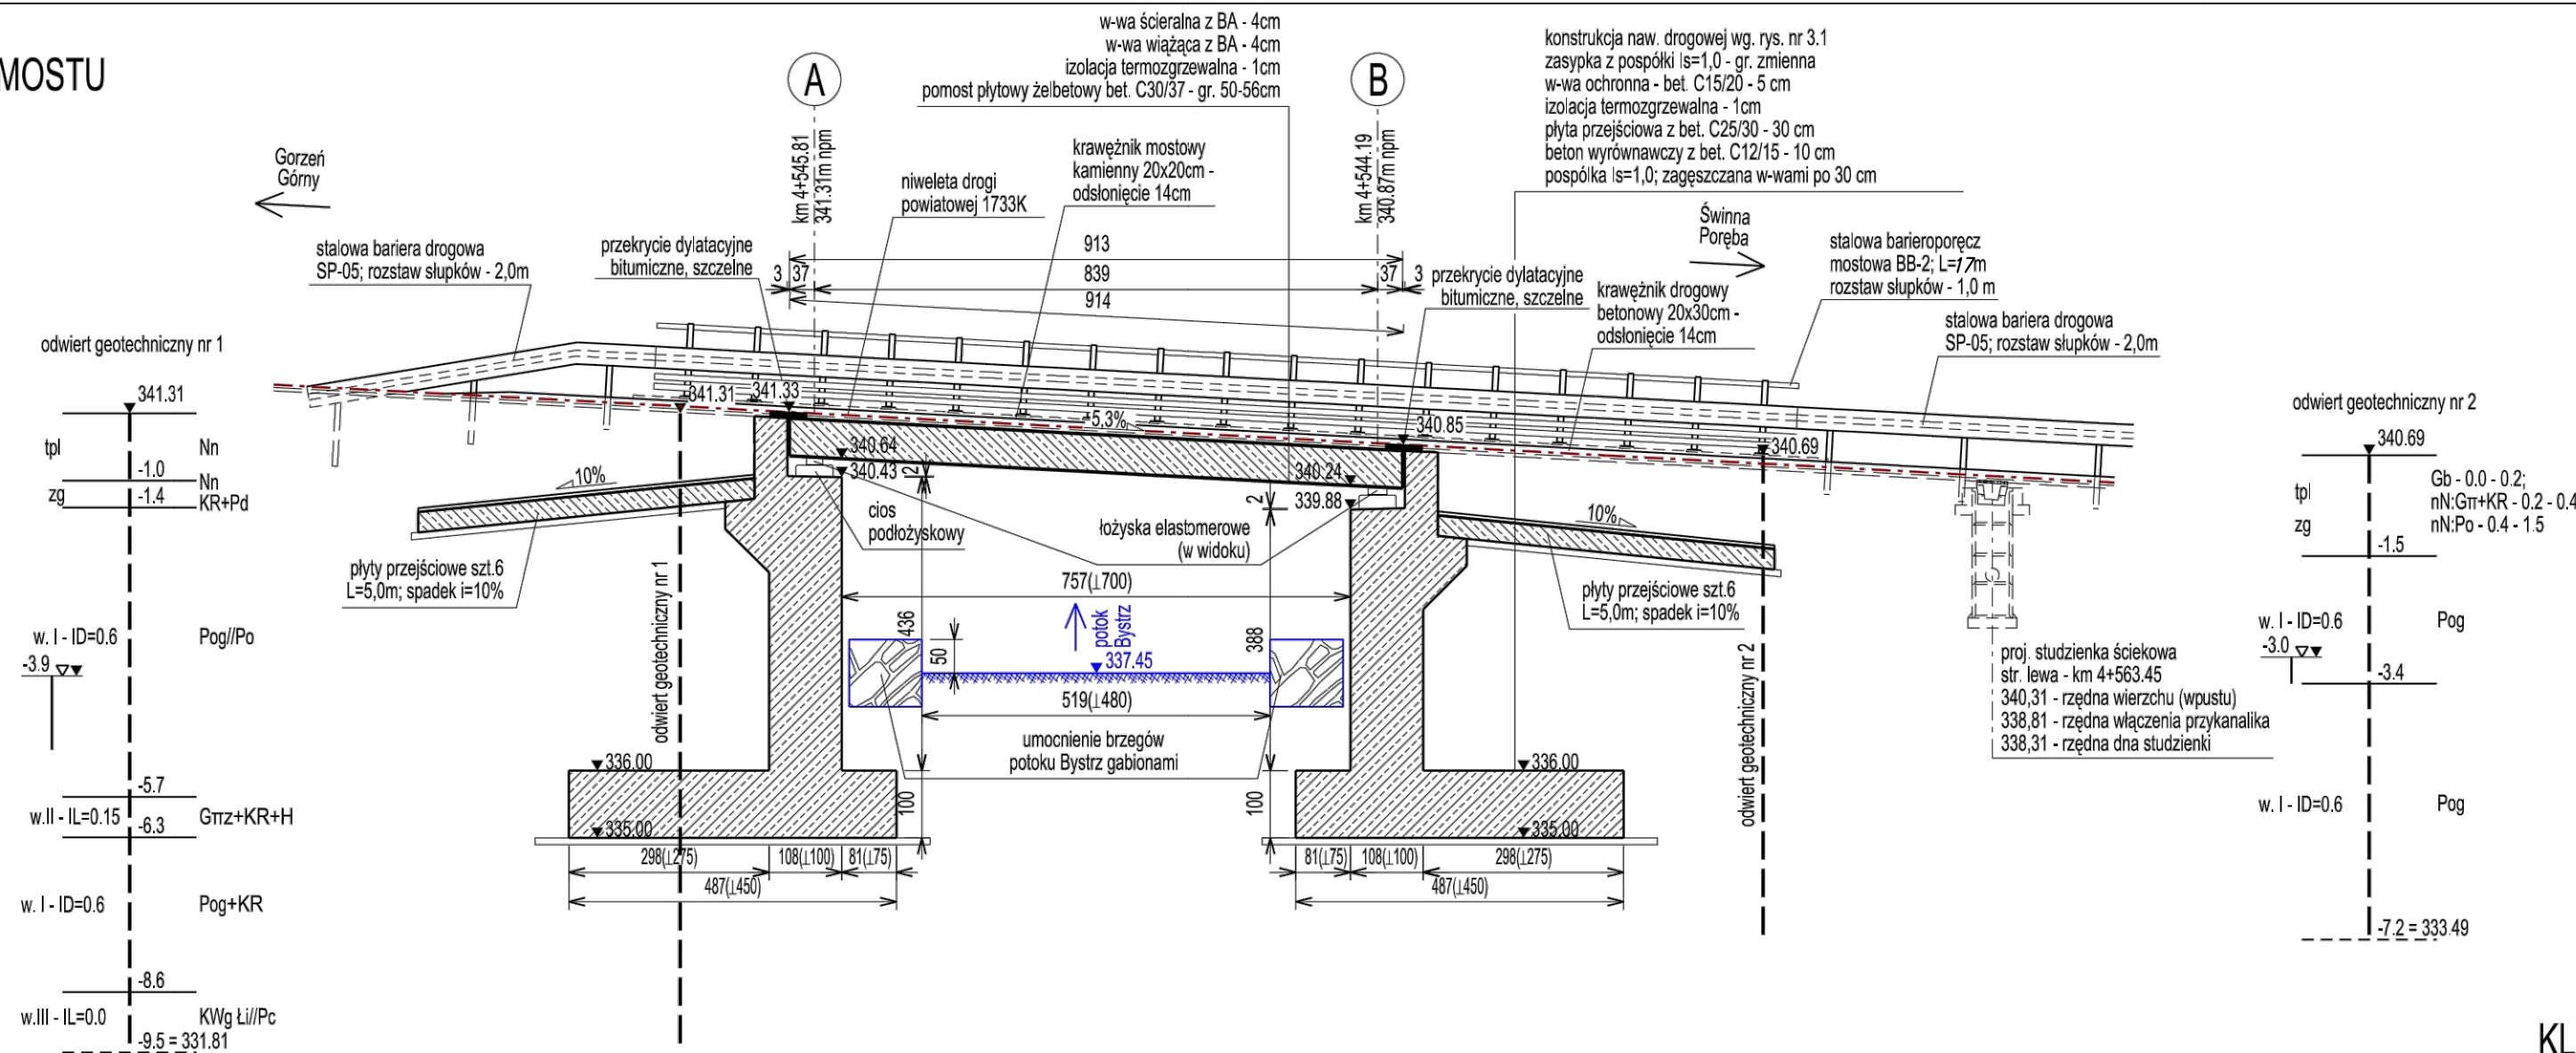 MOSTU
A
B
w-wa ścieralna z BA - 4cm
w-wa wiążąca z BA - 4cm
izolacja termozgrzewalna - 1cm
pomost płytowy żelbetowy bet. C30/37 - gr. 50-56cm
konstrukcja naw. drogowej wg. rys. nr 3.1
zasypka z pospółki Is=1,0 - gr. zmienna
w-wa ochronna - bet. C15/20 - 5 cm
izolacja termozgrzewalna - 1cm
płyta przejściowa z bet. C25/30 - 30 cm
beton wyrównawczy z bet. C12/15 - 10 cm
pospółka Is=1,0; zagęszczana w-wami po 30 cm
km 4+545.81
341.31m npm
km 4+544.19
340.87m npm
Gorzeń
Górny
Świnna
Poręba
niweleta drogi
powiatowej 1733K
krawężnik mostowy
kamienny 20x20cm -
odsłonięcie 14cm
stalowa bariera drogowa
SP-05; rozstaw słupków - 2,0m
przekrycie dylatacyjne
bitumiczne, szczelne
913
3
37
839
37
3
914
przekrycie dylatacyjne
bitumiczne, szczelne
krawężnik drogowy
betonowy 20x30cm -
odsłonięcie 14cm
stalowa barieroporęcz
mostowa BB-2; L=17m
rozstaw słupków - 1,0 m
stalowa bariera drogowa
SP-05; rozstaw słupków - 2,0m
odwiert geotechniczny nr 1
341.31
tpl
Nn
-1.0
Nn
zg
-1.4
KR+Pd
w. I - ID=0.6
Pog//Po
-3.9
-5.7
w.II - IL=0.15
Gπz+KR+H
-6.3
w. I - ID=0.6
Pog+KR
-8.6
w.III - IL=0.0
KWg Łi//Pc
-9.5 = 331.81
341.31
341.33
5.3%
340.85
340.69
340.64
340.43
2
340.24
339.88
2
10%
10%
cios
podłożyskowy
łożyska elastomerowe
(w widoku)
płyty przejściowe szt.6
L=5,0m; spadek i=10%
płyty przejściowe szt.6
L=5,0m; spadek i=10%
odwiert geotechniczny nr 1
odwiert geotechniczny nr 2
757(⊥700)
436
50
potok
Bystrz
337.45
388
519(⊥480)
umocnienie brzegów
potoku Bystrz gabionami
336.00
336.00
100
100
335.00
335.00
298(⊥275)
108(⊥100)
81(⊥75)
487(⊥450)
81(⊥75)
108(⊥100)
298(⊥275)
487(⊥450)
proj. studzienka ściekowa
str. lewa - km 4+563.45
340,31 - rzędna wierzchu (wpustu)
338,81 - rzędna włączenia przykanalika
338,31 - rzędna dna studzienki
odwiert geotechniczny nr 2
340.69
Gb - 0.0 - 0.2;
tpl
nN:Gπ+KR - 0.2 - 0.4
zg
nN:Po - 0.4 - 1.5
-1.5
w. I - ID=0.6
Pog
-3.0
-3.4
w. I - ID=0.6
Pog
-7.2 = 333.49
KL